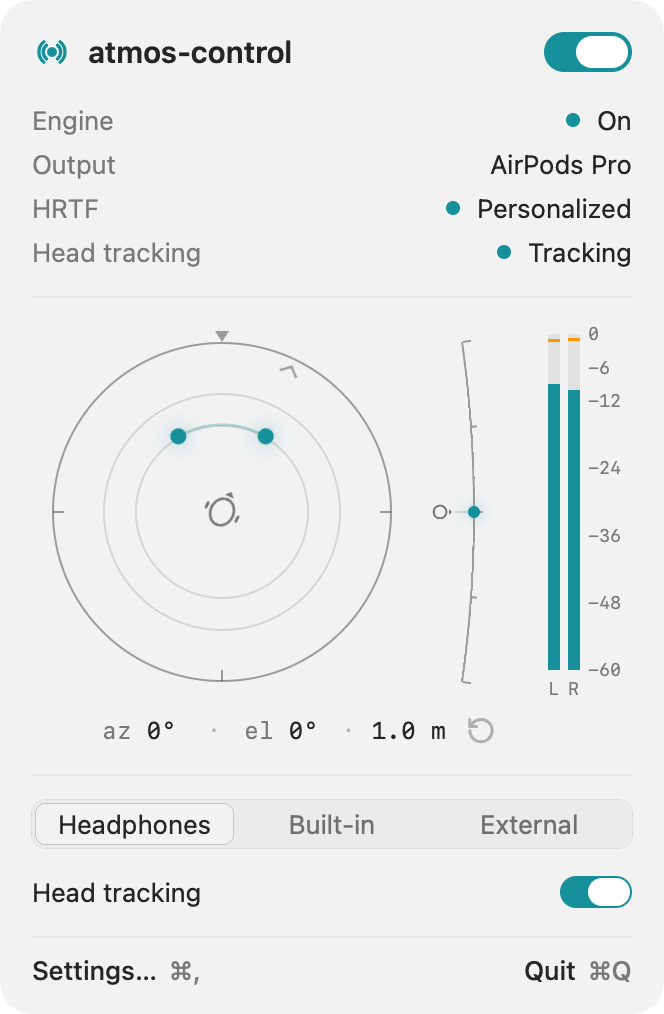 atmos-control
Engine On
Output AirPods Pro
HRTF Personalized
Head tracking Tracking
0
−6
−12
−24
−36
−48
−60
L R
az 0° · el 0° · 1.0 m
Headphones Built-in External
Head tracking
Settings... ⌘, Quit ⌘Q